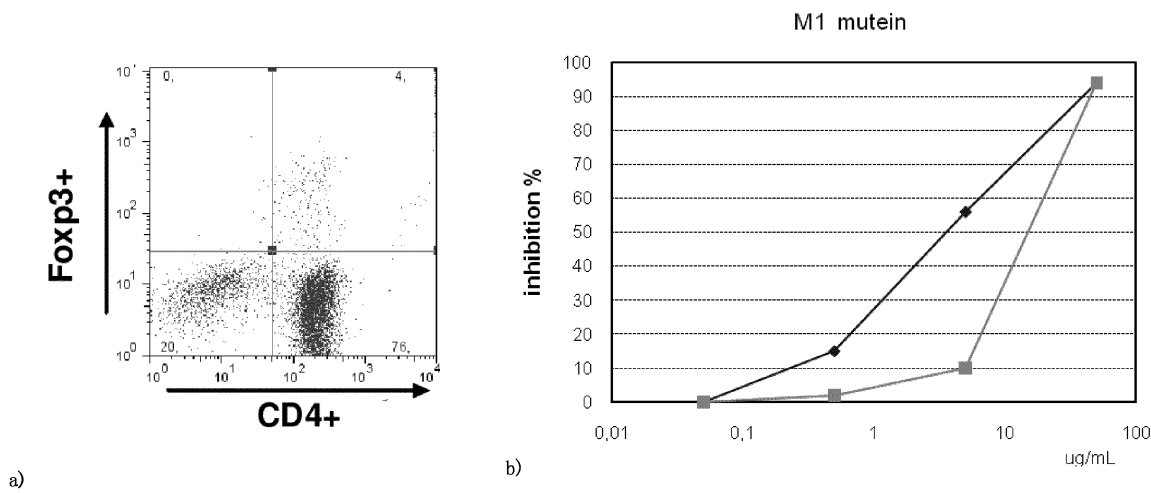 M1 mutein
0,
4,
10'
10³
10²
10¹
10⁰
20,
76,
10⁰ 10¹ 10² 10³ 10⁴
Foxp3+
CD4+
a)
100
90
80
70
60
50
40
30
20
10
0
inhibition %
0,01 0,1 1 10 100
ug/mL
b)